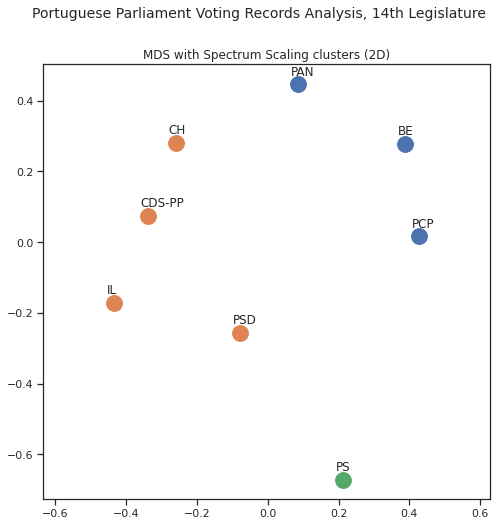 Portuguese Parliament Voting Records Analysis, 14th Legislature
MDS with Spectrum Scaling clusters (2D)
PAN
0.4
CH
BE
0.2
CDS-PP
PCP
0.0
IL
−0.2
PSD
−0.4
−0.6
PS
−0.6 −0.4 −0.2 0.0 0.2 0.4 0.6